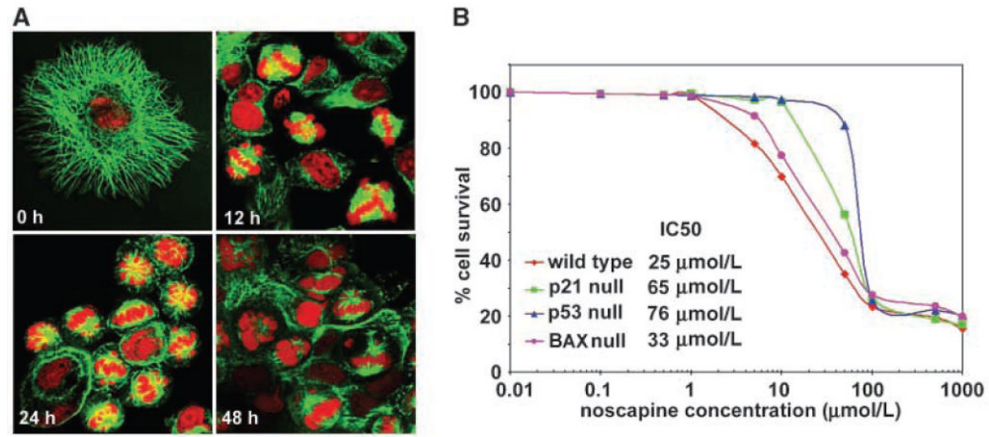 A
0 h
12 h
24 h
48 h
B
% cell survival
100
80
60
40
20
0
IC50
wild type 25 μmol/L
p21 null 65 μmol/L
p53 null 76 μmol/L
BAX null 33 μmol/L
0.01 0.1 1 10 100 1000
noscapine concentration (μmol/L)